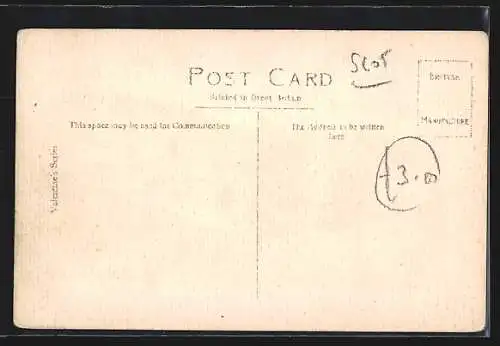 Scot
POST CARD
BRITISH
Printed in Great Britain
MANUFACTURE
This space may be used for Communication
The Address to be written
here
Valentine's Series
3.00